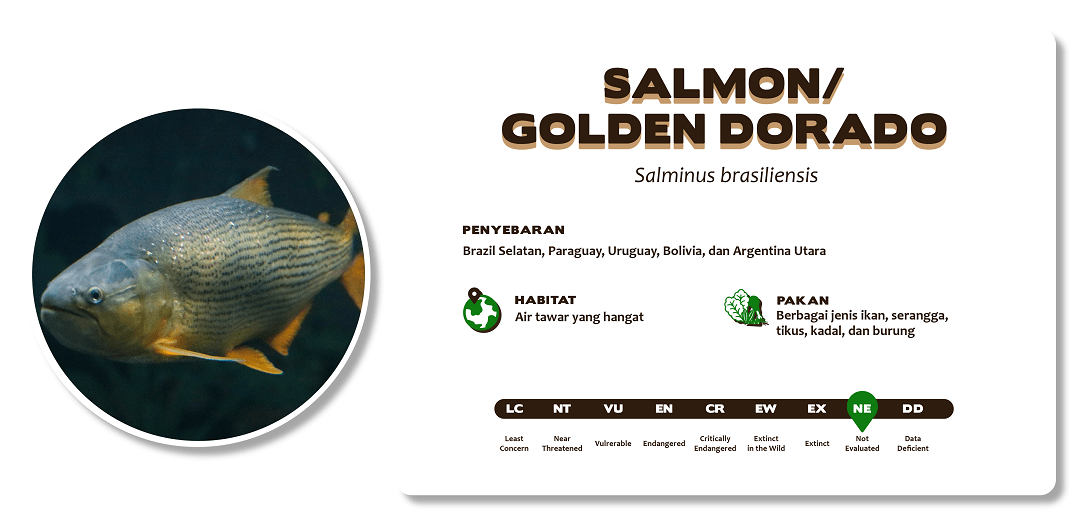 SALMON/
GOLDEN DORADO
Salminus brasiliensis
PENYEBARAN
Brazil Selatan, Paraguay, Uruguay, Bolivia, dan Argentina Utara
HABITAT
Air tawar yang hangat
PAKAN
Berbagai jenis ikan, serangga,
tikus, kadal, dan burung
LC NT VU EN CR EW EX NE DD
Least Concern
Near Threatened
Vulrerable
Endangered
Critically Endangered
Extinct in the Wild
Extinct
Not Evaluated
Data Deficient